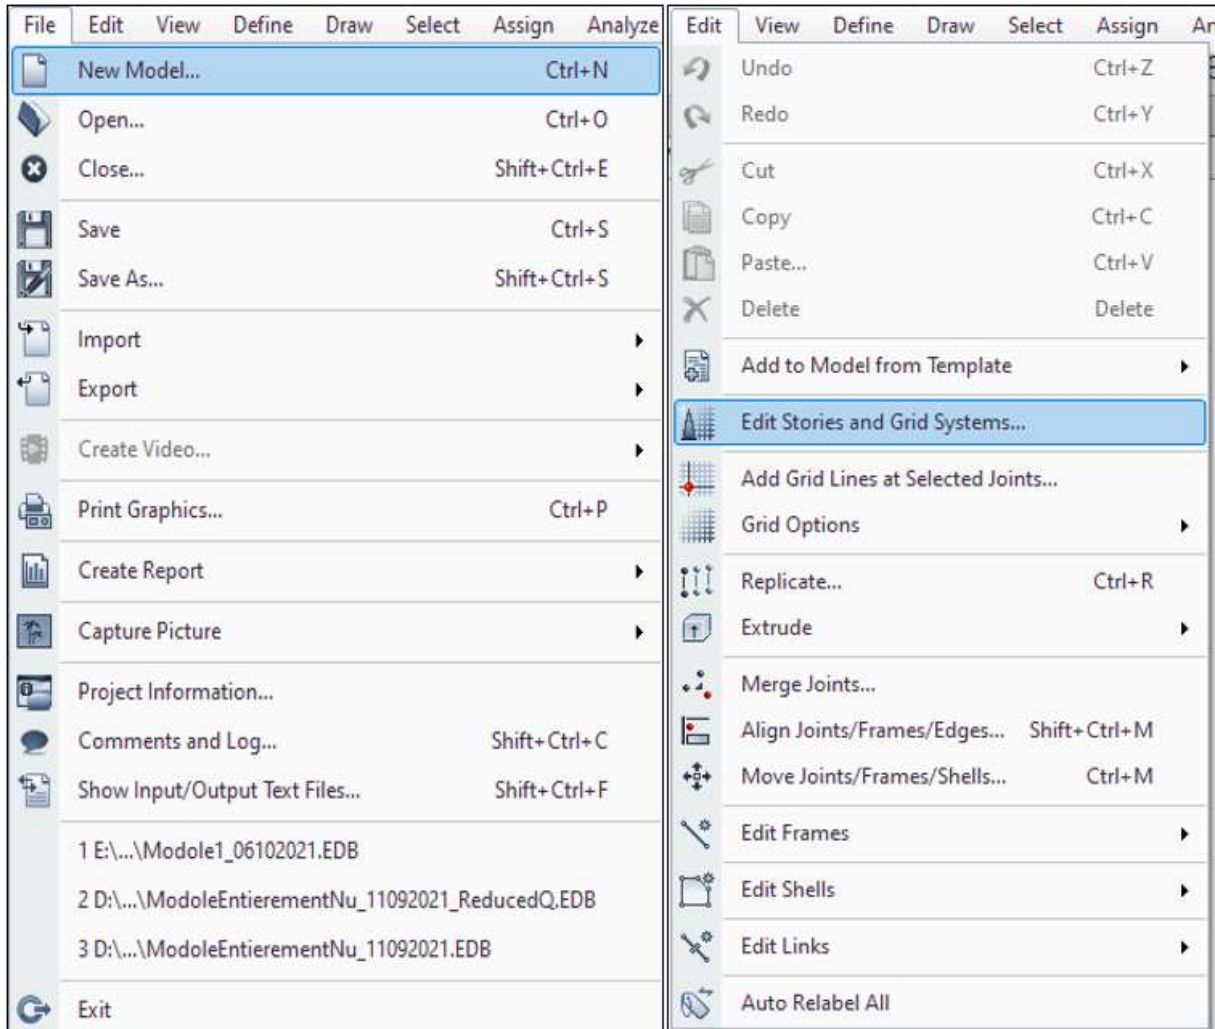 File Edit View Define Draw Select Assign Analyze
New Model... Ctrl+N
Open... Ctrl+O
Close... Shift+Ctrl+E
Save Ctrl+S
Save As... Shift+Ctrl+S
Import
Export
Create Video...
Print Graphics... Ctrl+P
Create Report
Capture Picture
Project Information...
Comments and Log... Shift+Ctrl+C
Show Input/Output Text Files... Shift+Ctrl+F
1 E:\...\Modole1_06102021.EDB
2 D:\...\ModoleEntierementNu_11092021_ReducedQ.EDB
3 D:\...\ModoleEntierementNu_11092021.EDB
Exit
Edit View Define Draw Select Assign
Undo Ctrl+Z
Redo Ctrl+Y
Cut Ctrl+X
Copy Ctrl+C
Paste... Ctrl+V
Delete Delete
Add to Model from Template
Edit Stories and Grid Systems...
Add Grid Lines at Selected Joints...
Grid Options
Replicate... Ctrl+R
Extrude
Merge Joints...
Align Joints/Frames/Edges... Shift+Ctrl+M
Move Joints/Frames/Shells... Ctrl+M
Edit Frames
Edit Shells
Edit Links
Auto Relabel All